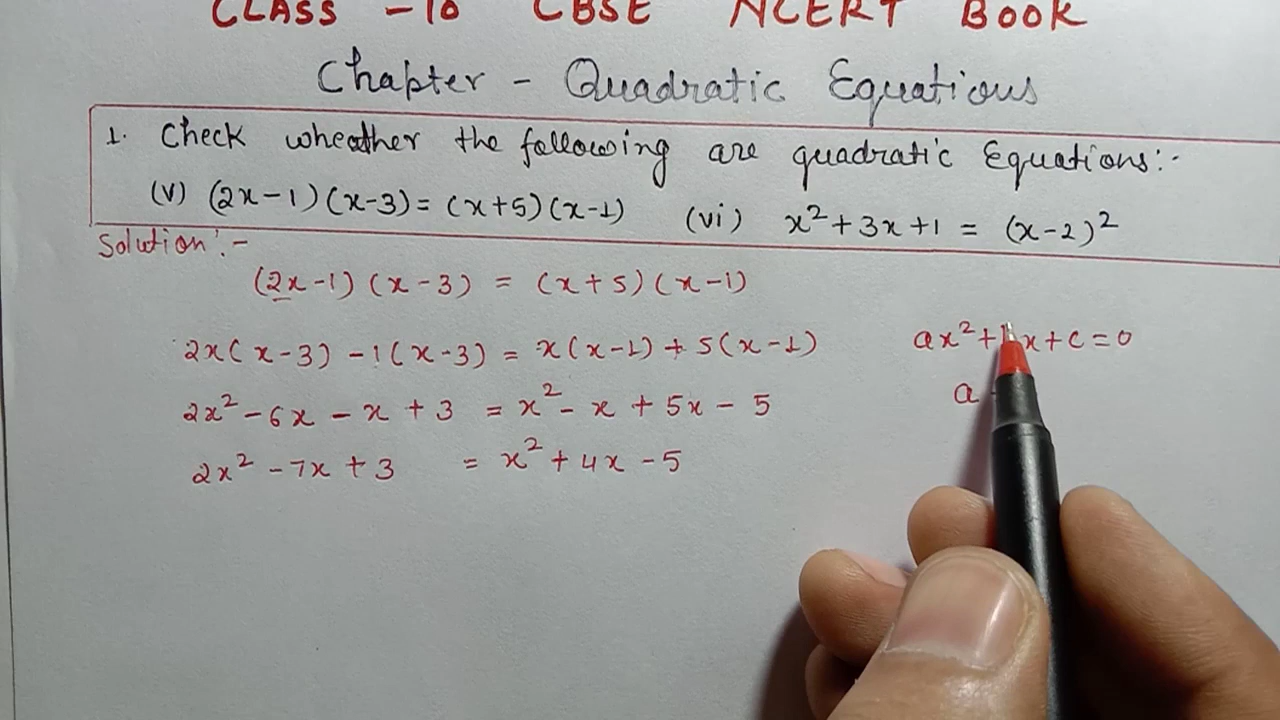 CLASS -10 CBSE NCERT BOOK
Chapter - Quadratic Equations
1. Check wheather the following are quadratic Equations:-
(v) (2x-1)(x-3)=(x+5)(x-1) (vi) x²+3x+1 = (x-2)²
Solution:-
(2x-1)(x-3) = (x+5)(x-1)
2x(x-3)-1(x-3) = x(x-1)+5(x-1) ax²+ x+c=0
2x²-6x-x+3 = x²-x+5x-5 a
2x²-7x+3 = x²+4x-5